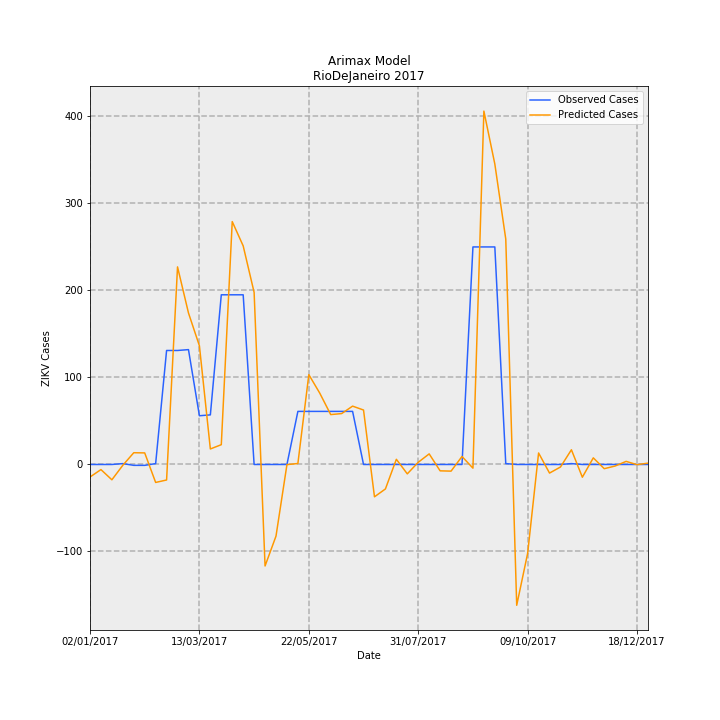 Arimax Model
RioDeJaneiro 2017
Observed Cases
Predicted Cases
ZIKV Cases
400
300
200
100
0
−100
02/01/2017
13/03/2017
22/05/2017
31/07/2017
09/10/2017
18/12/2017
Date